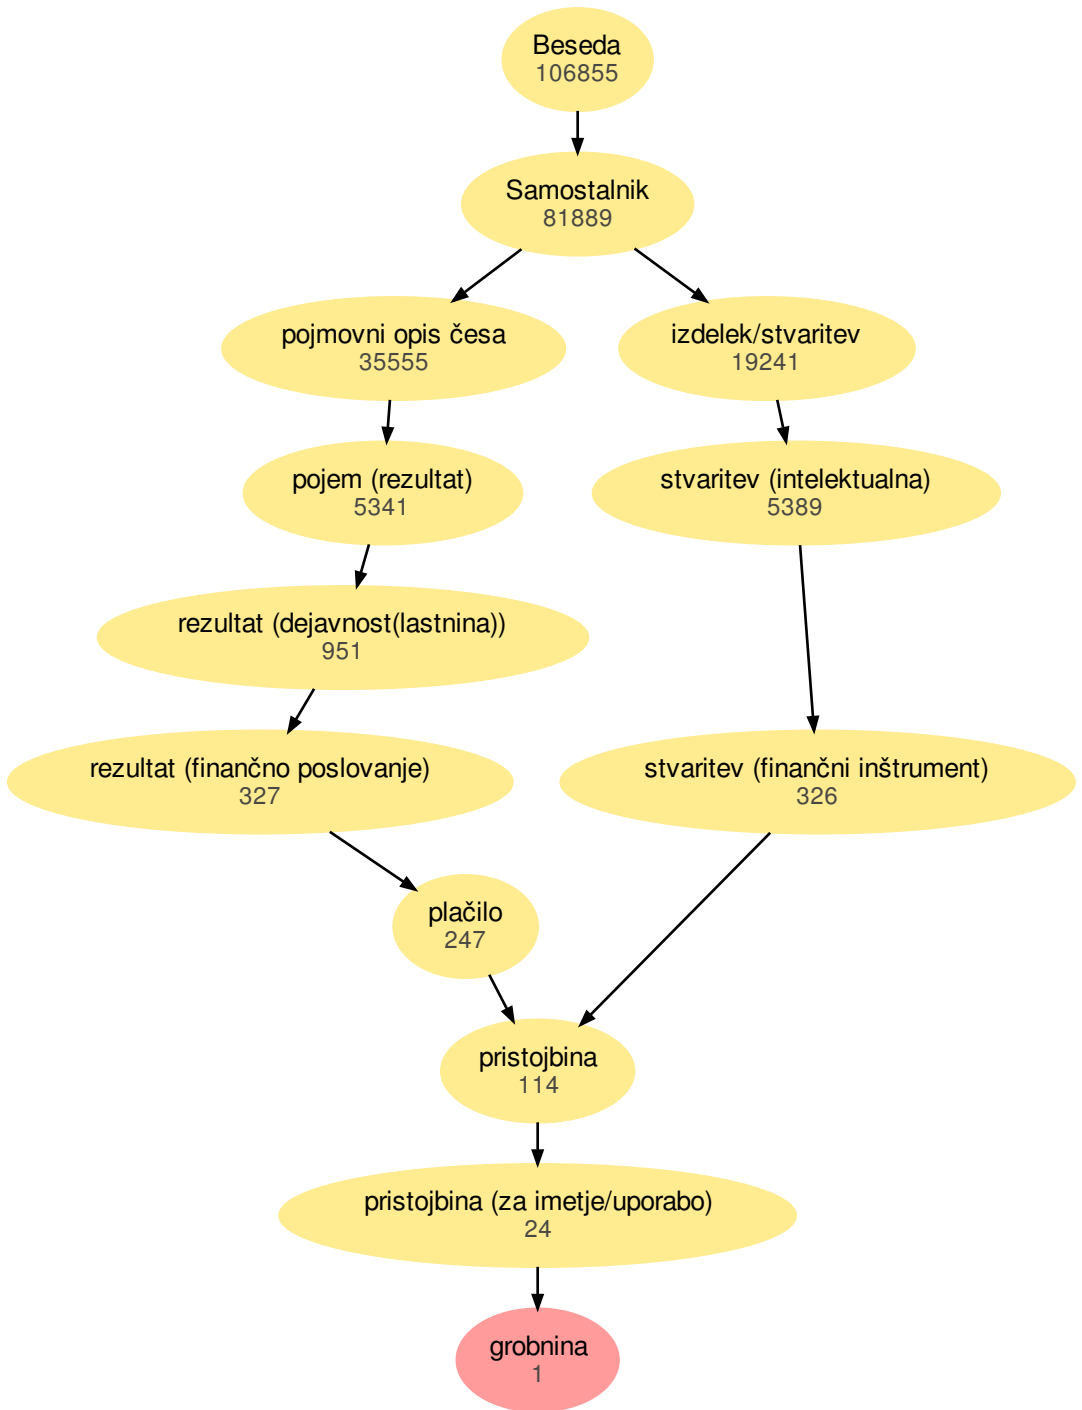 Beseda
106855
Samostalnik
81889
pojmovni opis česa
35555
izdelek/stvaritev
19241
pojem (rezultat)
5341
stvaritev (intelektualna)
5389
rezultat (dejavnost(lastnina))
951
rezultat (finančno poslovanje)
327
stvaritev (finančni inštrument)
326
plačilo
247
pristojbina
114
pristojbina (za imetje/uporabo)
24
grobnina
1